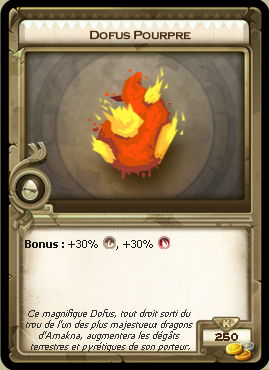 DOFUS POURPRE
Bonus : +30% , +30%
Ce magnifique Dofus, tout droit sorti du
trou de l'un des plus majestueux dragons
d'Amakna, augmentera les dégâts
terrestres et pyrétiques de son porteur.
K
250